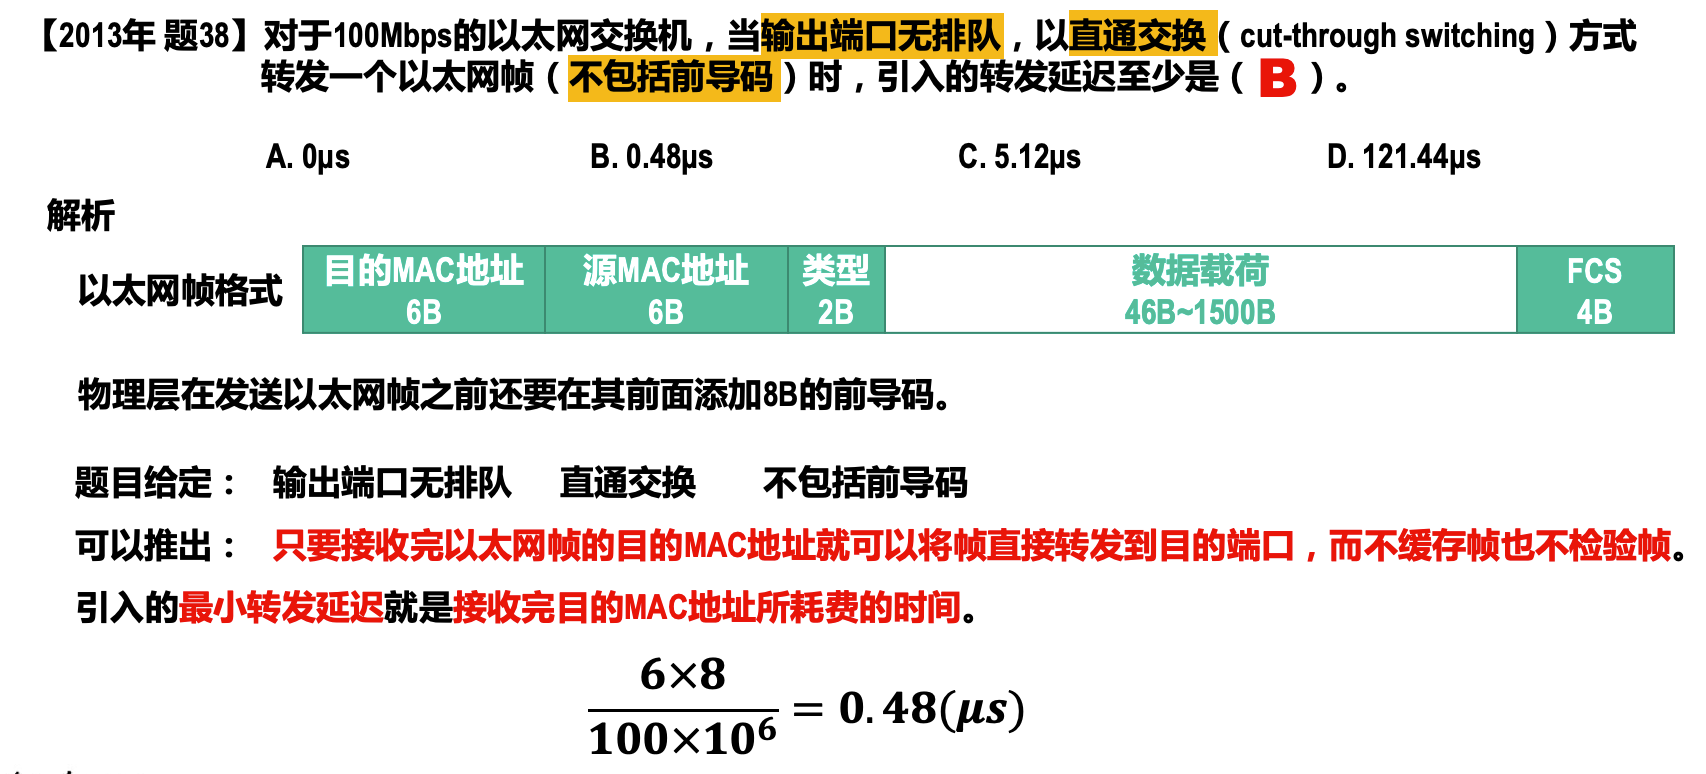 【2013年 题38】对于100Mbps的以太网交换机，当输出端口无排队，以直通交换（cut-through switching）方式
转发一个以太网帧（不包括前导码）时，引入的转发延迟至少是（ B ）。
A. 0μs B. 0.48μs C. 5.12μs D. 121.44μs
解析
以太网帧格式
目的MAC地址 源MAC地址 类型 数据载荷 FCS
6B 6B 2B 46B~1500B 4B
物理层在发送以太网帧之前还要在其前面添加8B的前导码。
题目给定： 输出端口无排队 直通交换 不包括前导码
可以推出： 只要接收完以太网帧的目的MAC地址就可以将帧直接转发到目的端口，而不缓存帧也不检验帧。
引入的最小转发延迟就是接收完目的MAC地址所耗费的时间。
6×8
100×10⁶ = 0.48(μs)